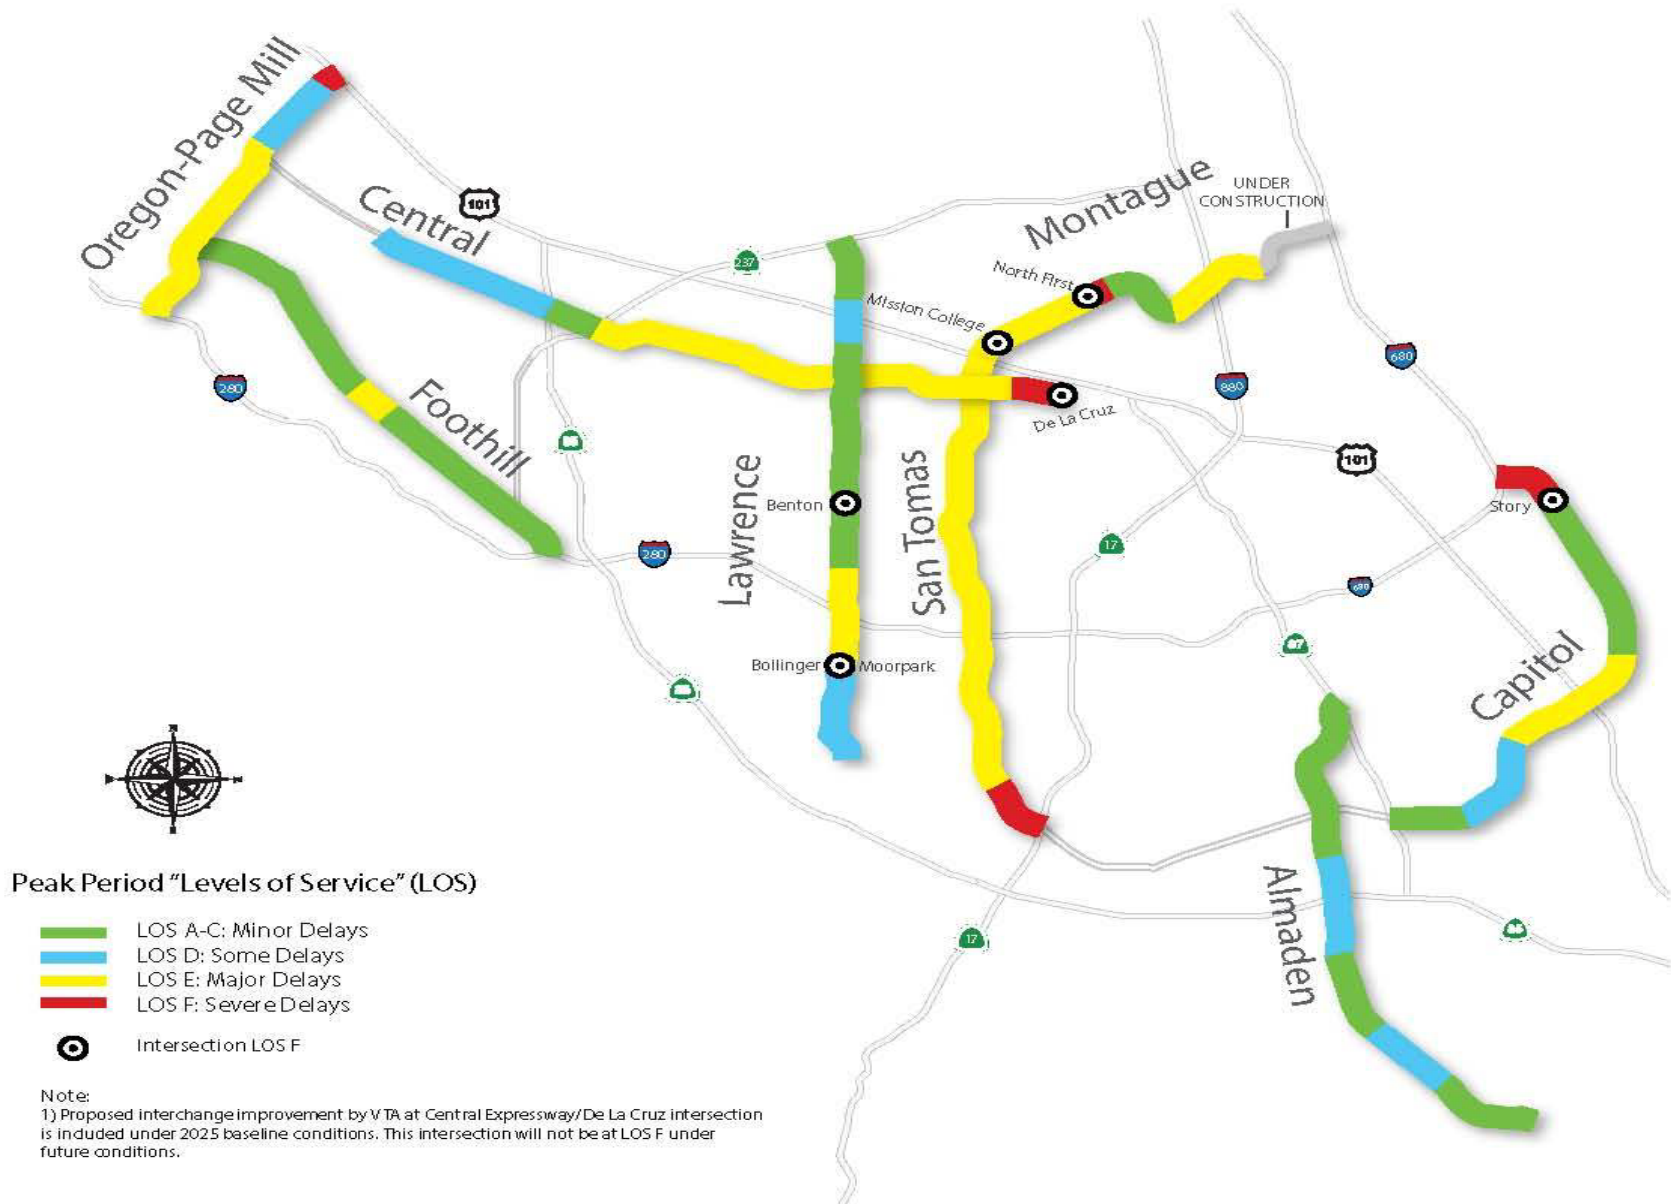 Oregon-Page Mill
Central
101
237
Montague
UNDER
CONSTRUCTION
North First
Mission College
680
280
880
Foothill
De La Cruz
101
Lawrence
San Tomas
Benton
Story
17
280
680
Bollinger
Moorpark
Capitol
Almaden
17
Peak Period "Levels of Service" (LOS)
LOS A-C: Minor Delays
LOS D: Some Delays
LOS E: Major Delays
LOS F: Severe Delays
Intersection LOS F
Note:
1) Proposed interchange improvement by VTA at Central Expressway/De La Cruz intersection
is included under 2025 baseline conditions. This intersection will not be at LOS F under
future conditions.